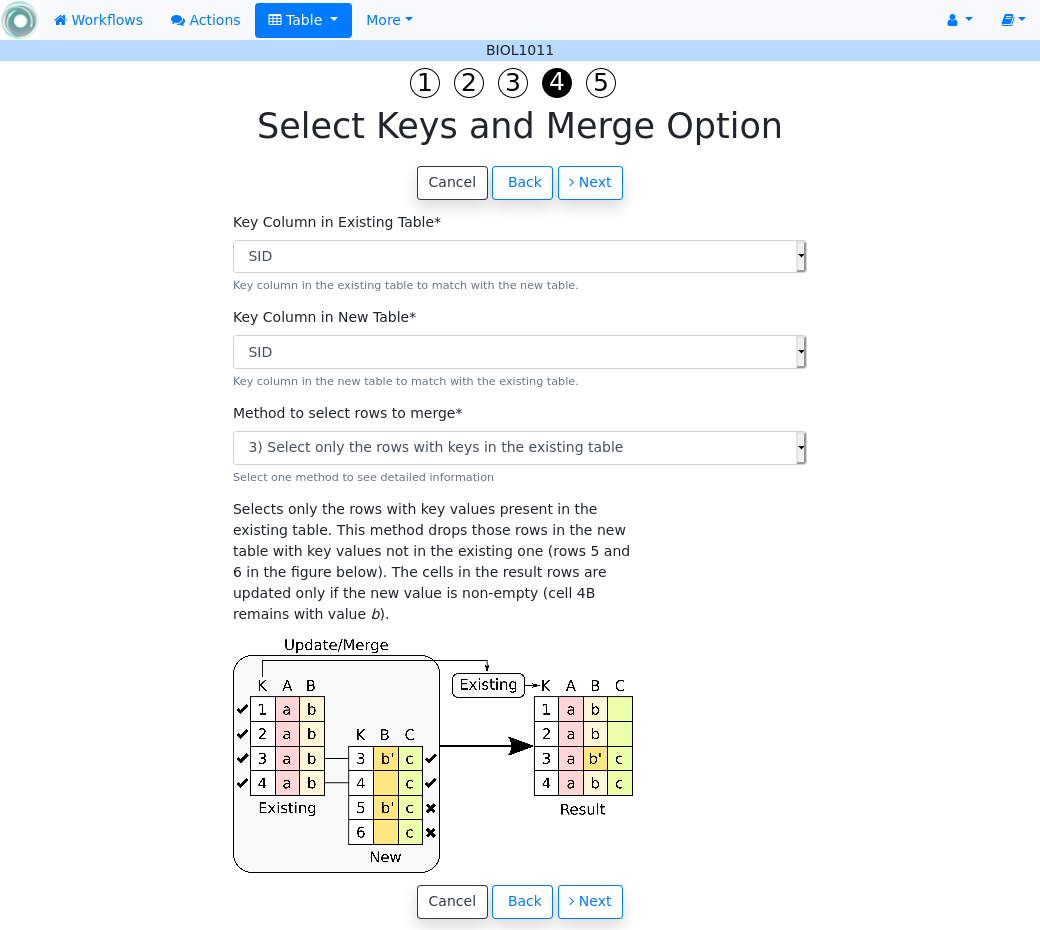 Workflows Actions Table More
BIOL1011
1 2 3 4 5
Select Keys and Merge Option
Cancel Back Next
Key Column in Existing Table*
SID
Key column in the existing table to match with the new table.
Key Column in New Table*
SID
Key column in the new table to match with the existing table.
Method to select rows to merge*
3) Select only the rows with keys in the existing table
Select one method to see detailed information
Selects only the rows with key values present in the
existing table. This method drops those rows in the new
table with key values not in the existing one (rows 5 and
6 in the figure below). The cells in the result rows are
updated only if the new value is non-empty (cell 4B
remains with value b).
Update/Merge
K A B
1 a b
2 a b
3 a b
4 a b
Existing
K B C
3 b' c
4 c
5 b' c
6 c
New
Existing
K A B C
1 a b
2 a b
3 a b' c
4 a b c
Result
Cancel Back Next